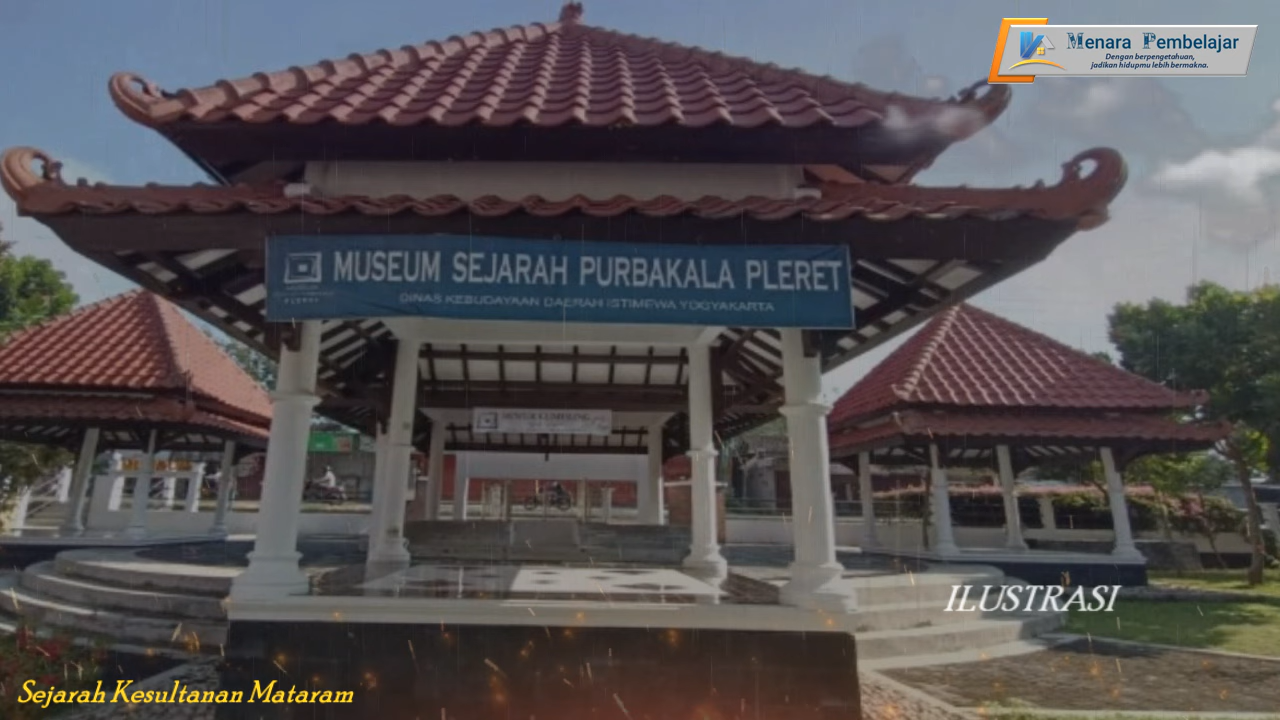 Menara Pembelajar
Dengan berpengetahuan,
jadikan hidupmu lebih bermakna.
MUSEUM SEJARAH PURBAKALA PLERET
DINAS KEBUDAYAAN DAERAH ISTIMEWA YOGYAKARTA
ILUSTRASI
Sejarah Kesultanan Mataram